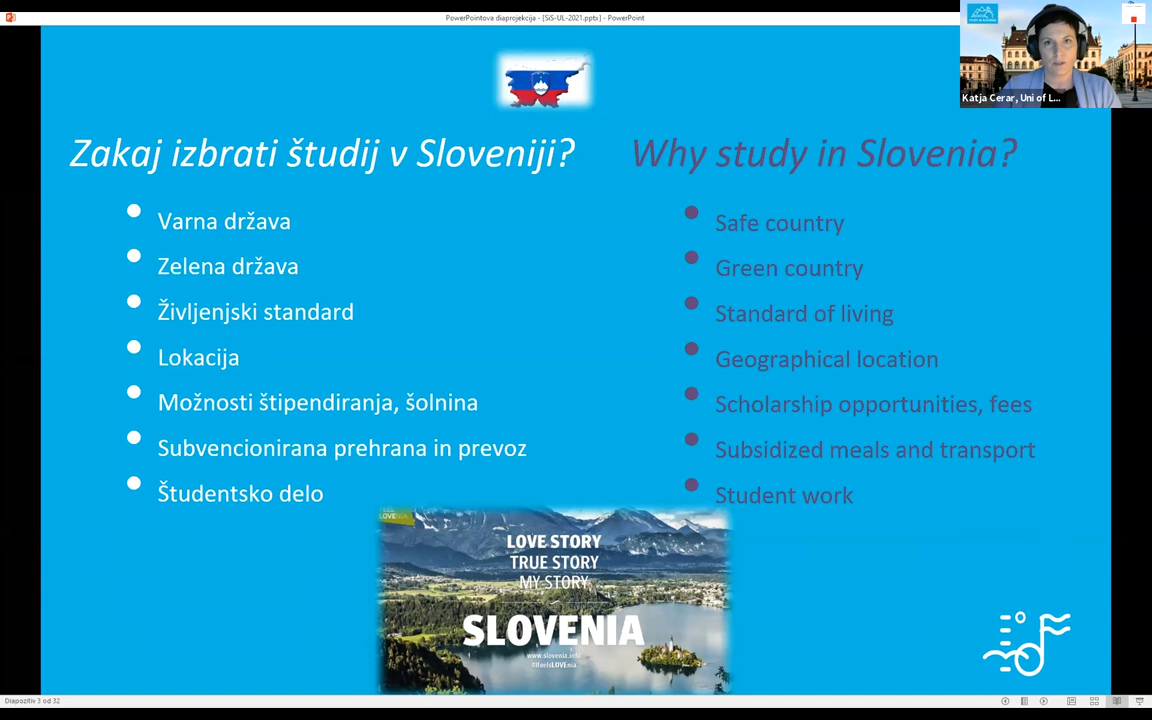 PowerPointova diaprojekcija - [SiS-UL-2021.pptx] - PowerPoint
Katja Cerar, Uni of L...
Zakaj izbrati študij v Sloveniji?
Varna država
Zelena država
Življenjski standard
Lokacija
Možnosti štipendiranja, šolnina
Subvencionirana prehrana in prevoz
Študentsko delo
Why study in Slovenia?
Safe country
Green country
Standard of living
Geographical location
Scholarship opportunities, fees
Subsidized meals and transport
Student work
LOVE STORY
TRUE STORY
MY STORY
SLOVENIA
www.slovenia.info
#ifeelsLOVEnia
Diapozitiv 3 od 32